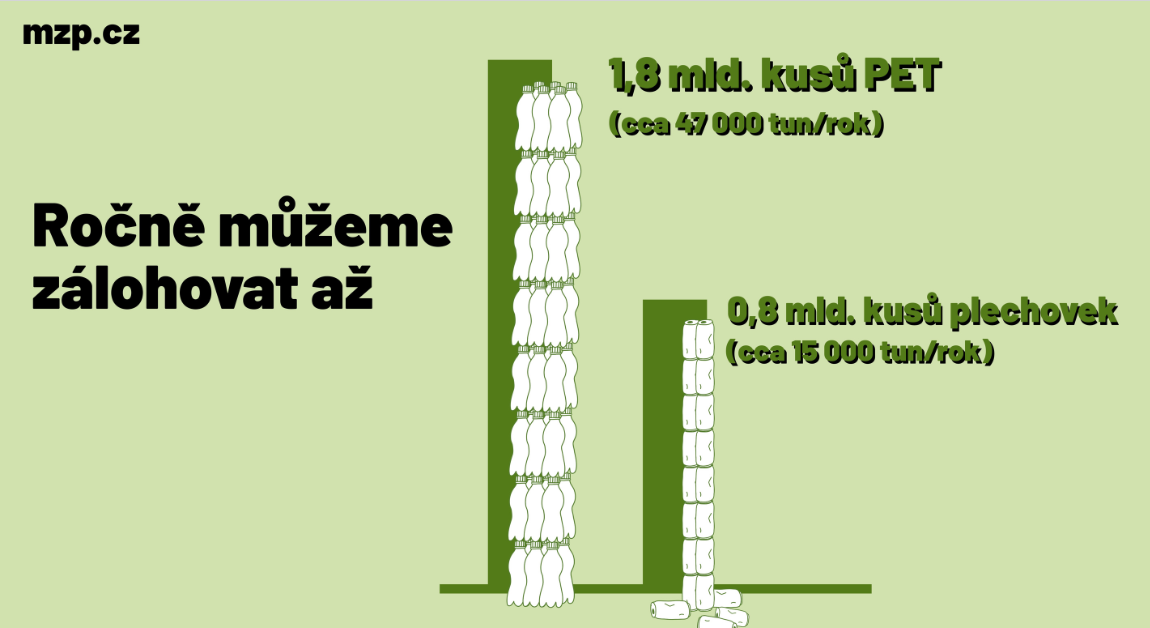 mzp.cz
1,8 mld. kusů PET
(cca 47 000 tun/rok)
Ročně můžeme
zálohovat až
0,8 mld. kusů plechovek
(cca 15 000 tun/rok)